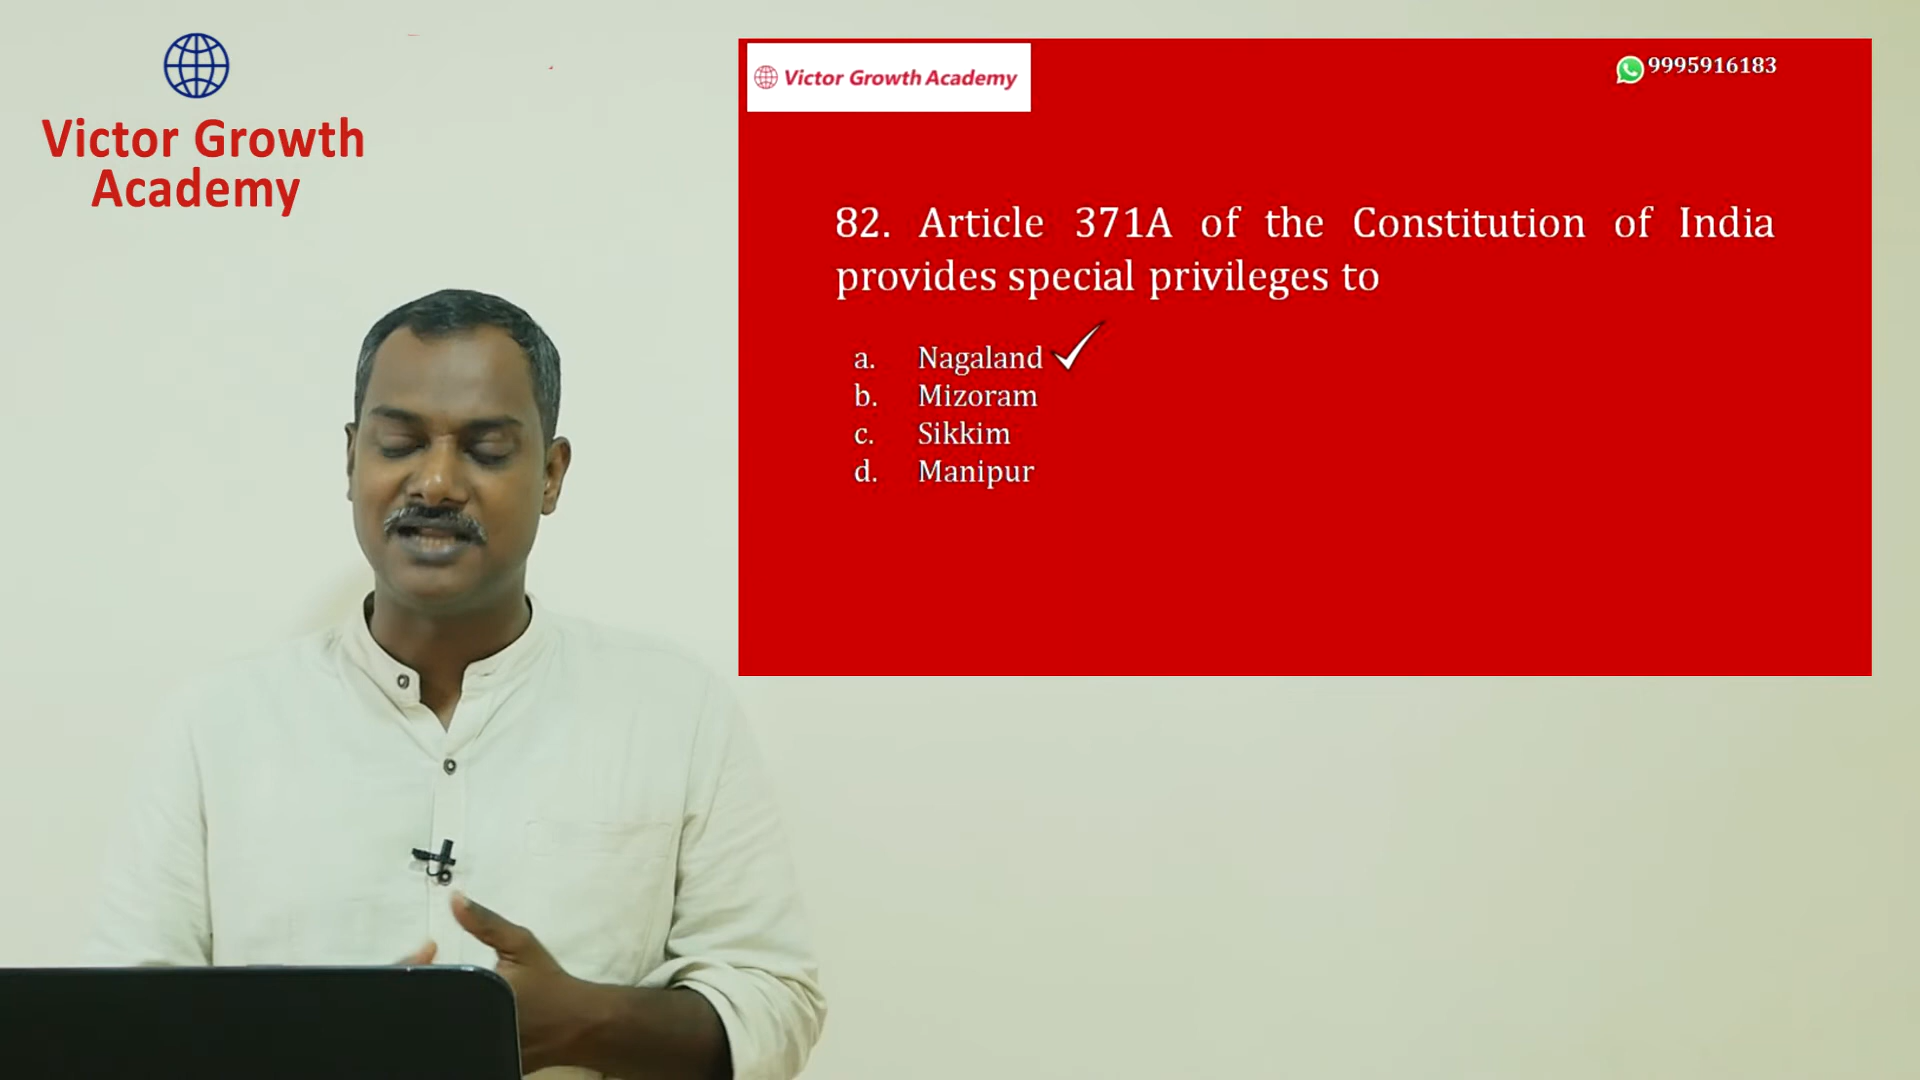 Victor Growth
Academy
Victor Growth Academy
9995916183
82. Article 371A of the Constitution of India
provides special privileges to
a. Nagaland
b. Mizoram
c. Sikkim
d. Manipur